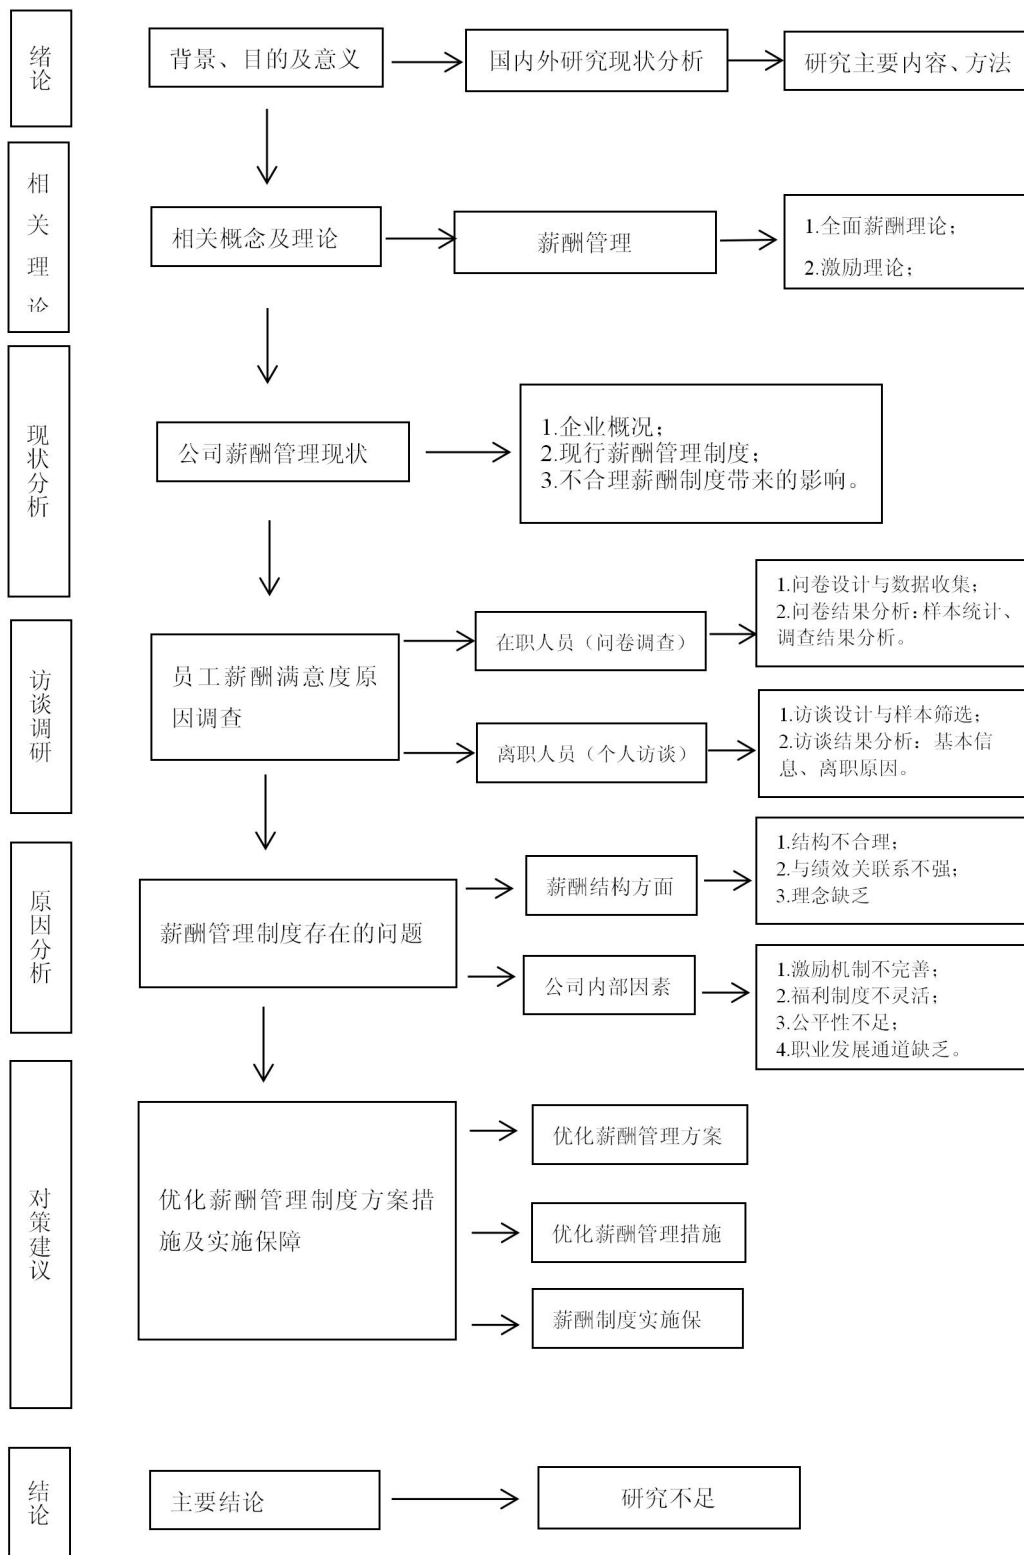 绪论
背景、目的及意义
国内外研究现状分析
研究主要内容、方法
相关理论
相关概念及理论
薪酬管理
1.全面薪酬理论；
2.激励理论；
现状分析
公司薪酬管理现状
1.企业概况；
2.现行薪酬管理制度；
3.不合理薪酬制度带来的影响。
访谈调研
员工薪酬满意度原
因调查
在职人员（问卷调查）
1.问卷设计与数据收集；
2.问卷结果分析：样本统计、
调查结果分析。
离职人员（个人访谈）
1.访谈设计与样本筛选；
2.访谈结果分析：基本信
息、离职原因。
原因分析
薪酬管理制度存在的问题
薪酬结构方面
1.结构不合理；
2.与绩效关联系不强；
3.理念缺乏
公司内部因素
1.激励机制不完善；
2.福利制度不灵活；
3.公平性不足；
4.职业发展通道缺乏。
对策建议
优化薪酬管理制度方案措
施及实施保障
优化薪酬管理方案
优化薪酬管理措施
薪酬制度实施保
结论
主要结论
研究不足